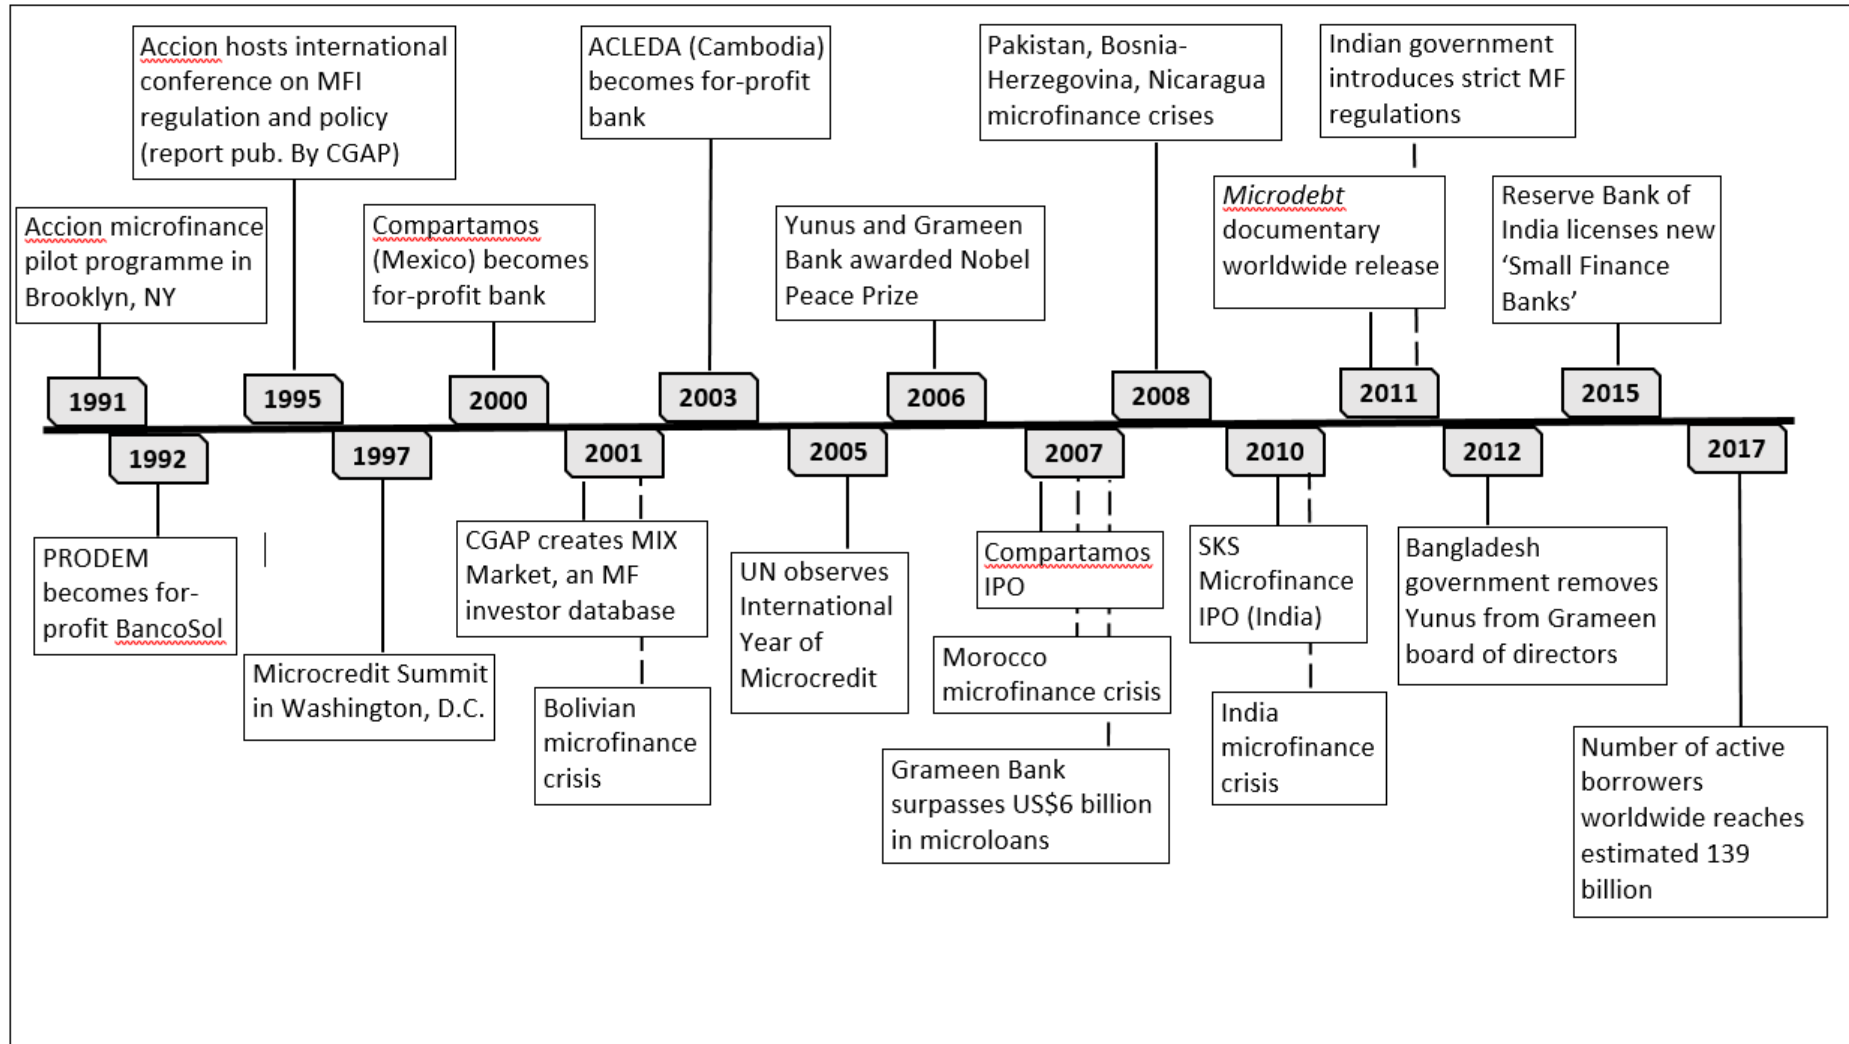 Accion hosts international
conference on MFI
regulation and policy
(report pub. By CGAP)
ACLEDA (Cambodia)
becomes for-profit
bank
Pakistan, Bosnia-
Herzegovina, Nicaragua
microfinance crises
Indian government
introduces strict MF
regulations
Accion microfinance
pilot programme in
Brooklyn, NY
Compartamos
(Mexico) becomes
for-profit bank
Yunus and Grameen
Bank awarded Nobel
Peace Prize
Microdebt
documentary
worldwide release
Reserve Bank of
India licenses new
‘Small Finance
Banks’
1991
1995
2000
2003
2006
2008
2011
2015
1992
1997
2001
2005
2007
2010
2012
2017
PRODEM
becomes for-
profit BancoSol
Microcredit Summit
in Washington, D.C.
CGAP creates MIX
Market, an MF
investor database
Bolivian
microfinance
crisis
UN observes
International
Year of
Microcredit
Compartamos
IPO
Morocco
microfinance crisis
Grameen Bank
surpasses US$6 billion
in microloans
SKS
Microfinance
IPO (India)
India
microfinance
crisis
Bangladesh
government removes
Yunus from Grameen
board of directors
Number of active
borrowers
worldwide reaches
estimated 139
billion